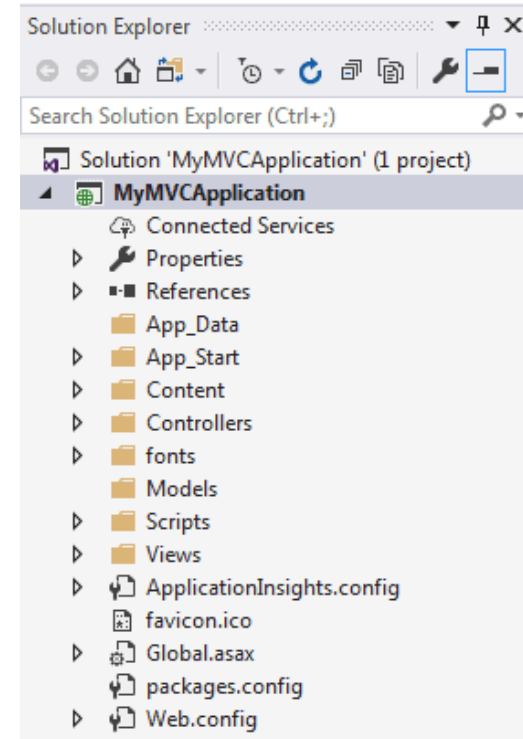 Solution Explorer
Search Solution Explorer (Ctrl+;)
Solution 'MyMVCApplication' (1 project)
MyMVCApplication
Connected Services
Properties
References
App_Data
App_Start
Content
Controllers
fonts
Models
Scripts
Views
ApplicationInsights.config
favicon.ico
Global.asax
packages.config
Web.config